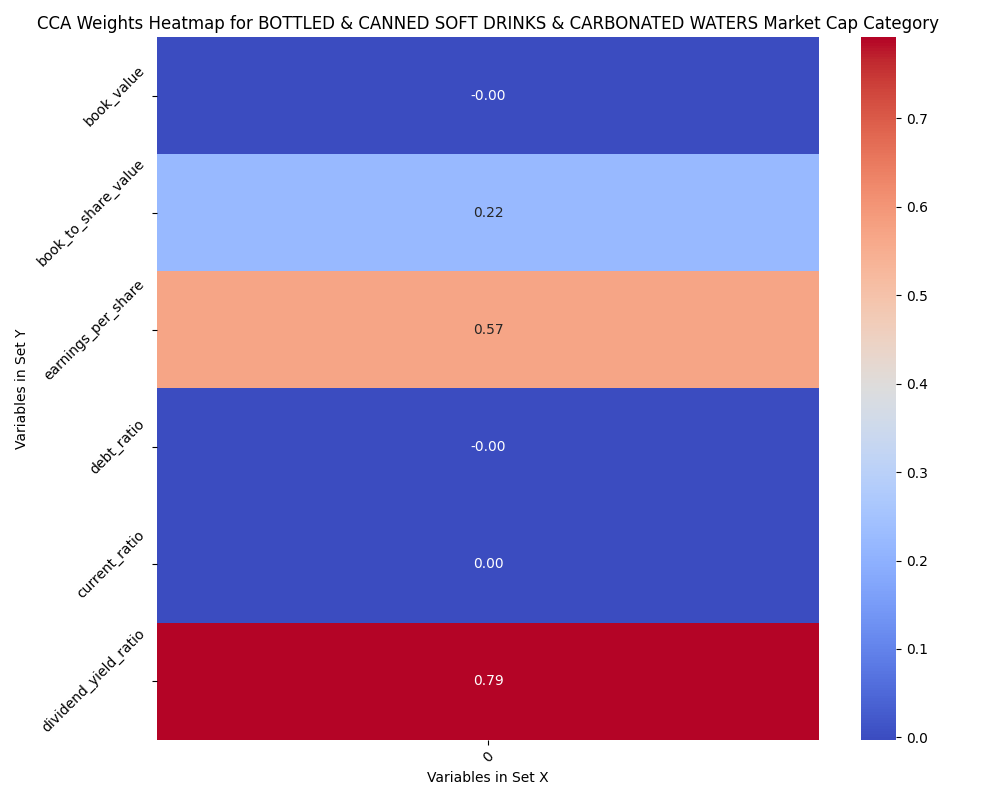 CCA Weights Heatmap for BOTTLED & CANNED SOFT DRINKS & CARBONATED WATERS Market Cap Category
Variables in Set Y
book_value
-0.00
book_to_share_value
0.22
earnings_per_share
0.57
debt_ratio
-0.00
current_ratio
0.00
dividend_yield_ratio
0.79
0
Variables in Set X
0.7
0.6
0.5
0.4
0.3
0.2
0.1
0.0